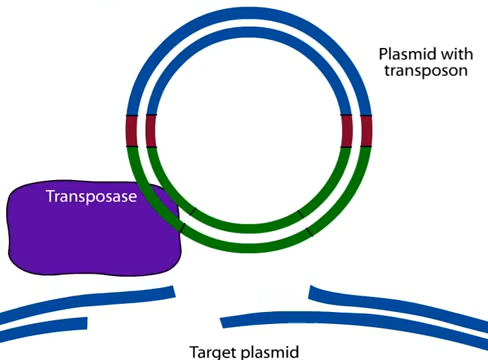 Plasmid with
transposon
Transposase
Target plasmid